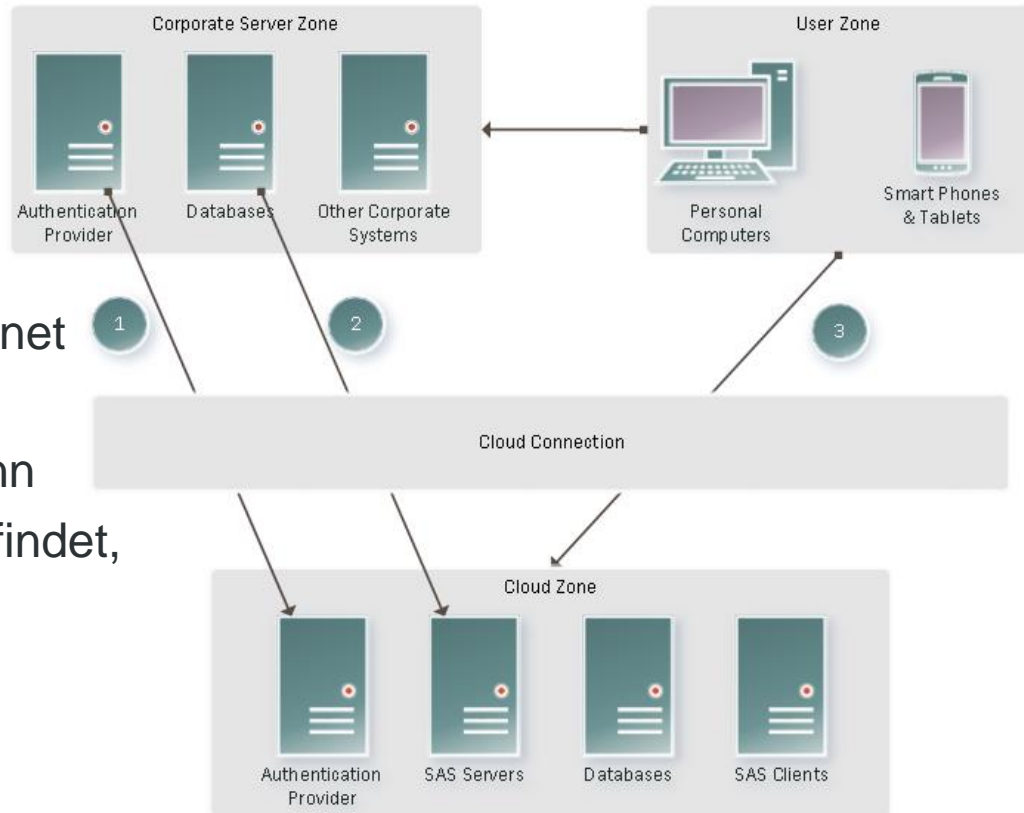 Corporate Server Zone
User Zone
Authentication
Provider
Databases
Other Corporate
Systems
Personal
Computers
Smart Phones
& Tablets
net
1
2
3
nn
Cloud Connection
findet,
Cloud Zone
Authentication
Provider
SAS Servers
Databases
SAS Clients